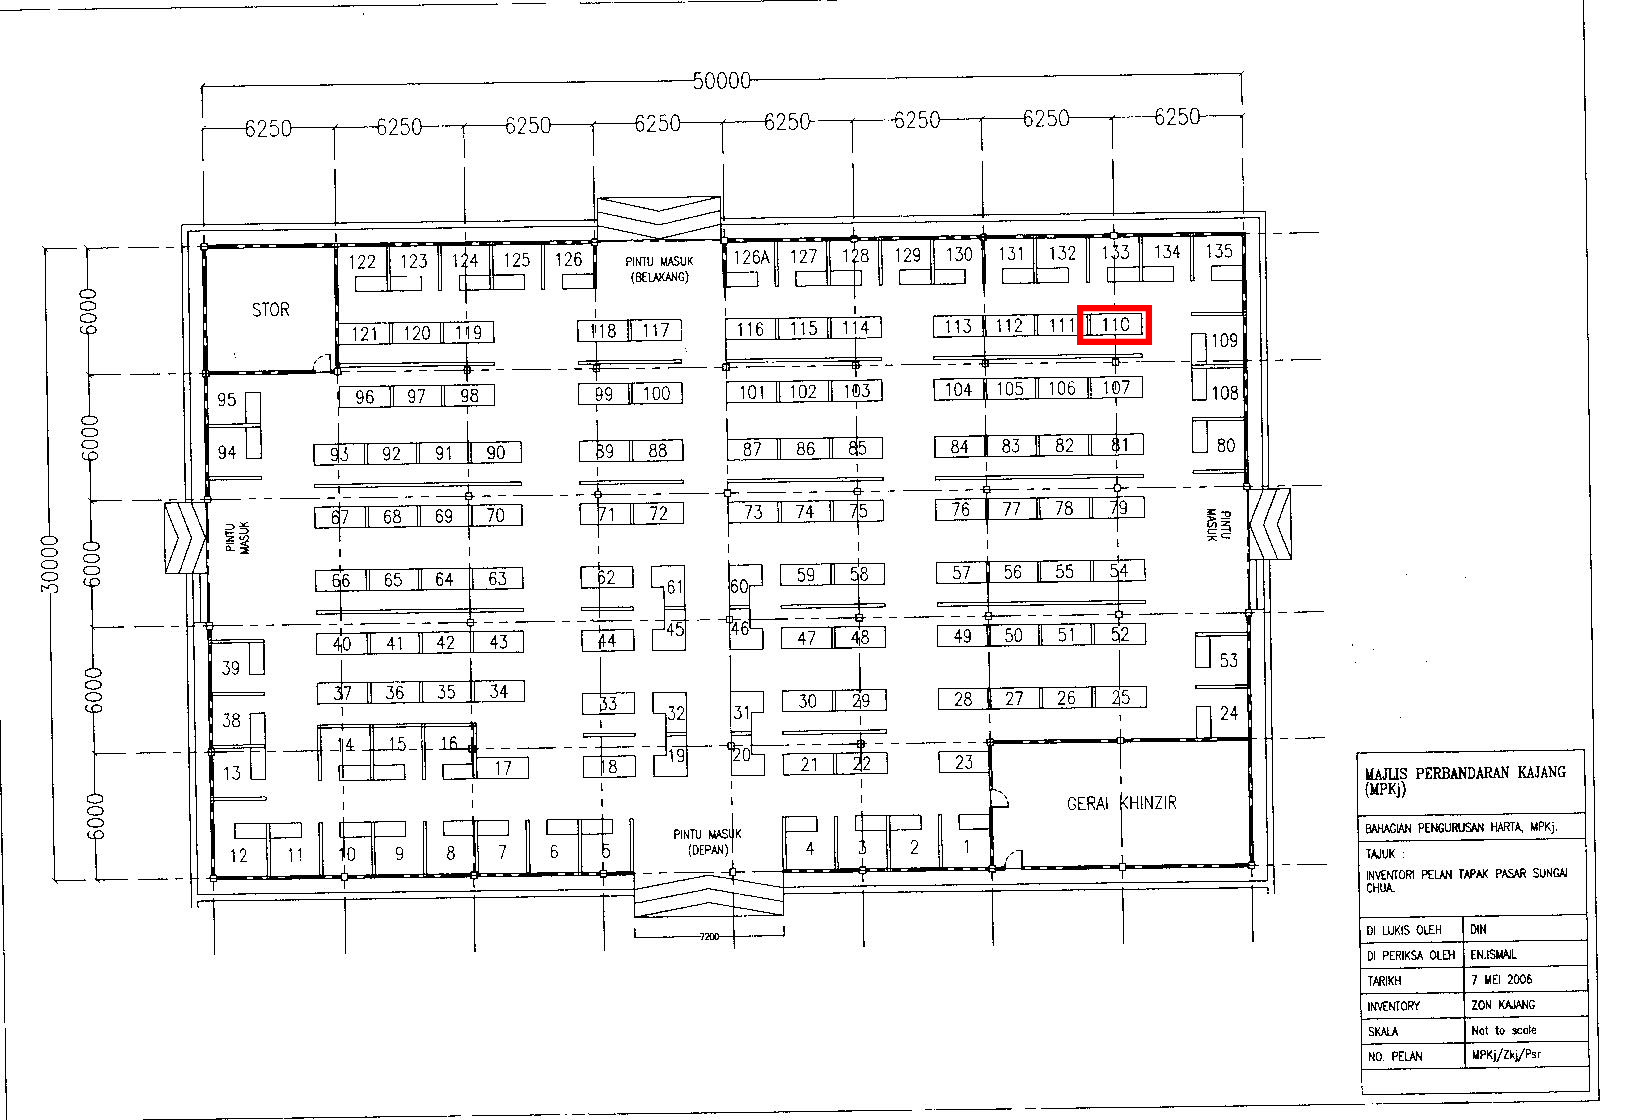 50000
6250 6250 6250 6250 6250 6250 6250 6250
122 123 124 125 126 PINTU MASUK 126A 127 128 129 130 131 132 133 134 135
(BELAKANG)
STOR
6000
121 120 119 118 117 116 115 114 113 112 111 110
109
95 96 97 98 99 100 101 102 103 104 105 106 107 108
6000
94 93 92 91 90 89 88 87 86 85 84 83 82 81 80
67 68 69 70 71 72 73 74 75 76 77 78 79
PINTU
MASUK
PINTU
MASUK
30000
6000
66 65 64 63 62 61 60 59 58 57 56 55 54
39 40 41 42 43 44 45 46 47 48 49 50 51 52 53
6000
38 37 36 35 34 33 32 31 30 29 28 27 26 25 24
13 14 15 16 17 18 19 20 21 22 23
6000
GERAI KHINZIR
PINTU MASUK
(DEPAN)
12 11 10 9 8 7 6 5 4 3 2 1
7200
MAJLIS PERBANDARAN KAJANG
(MPKj)
BAHAGIAN PENGURUSAN HARTA, MPKj.
TAJUK :
INVENTORI PELAN TAPAK PASAR SUNGAI
CHUA.
DI LUKIS OLEH DIN
DI PERIKSA OLEH EN.ISMAIL
TARIKH 7 MEI 2006
INVENTORY ZON KAJANG
SKALA Not to scale
NO. PELAN MPKj/Zkj/Psr